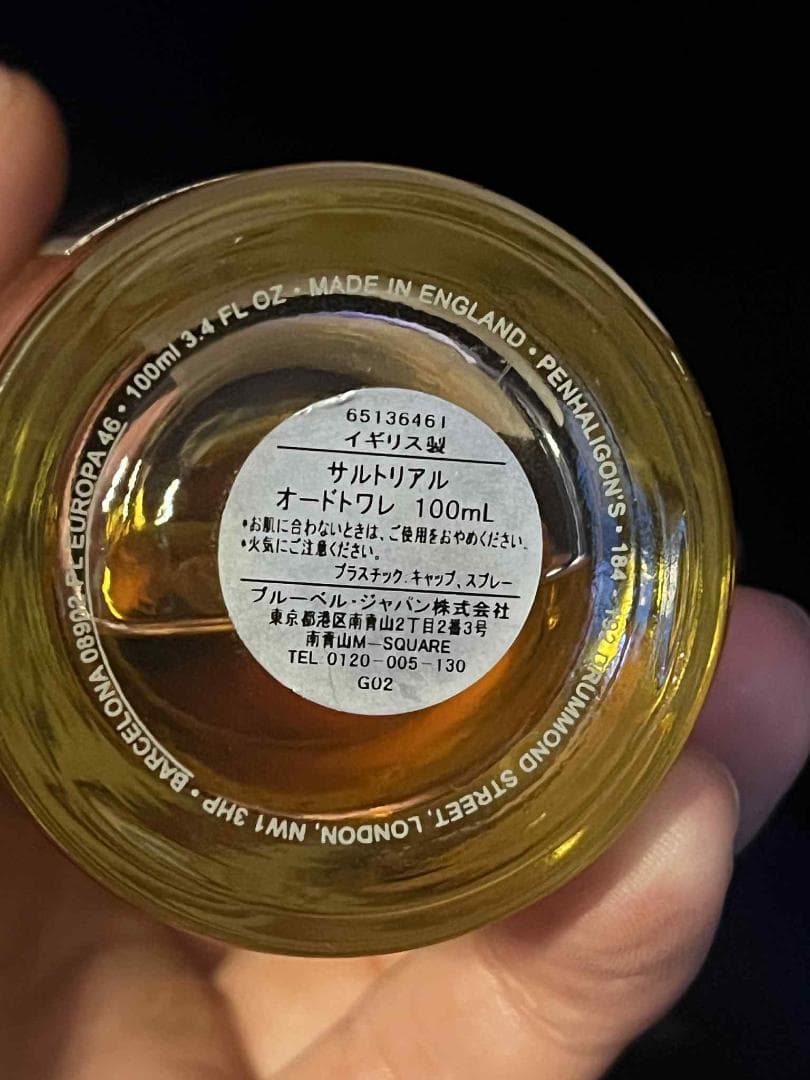 65136461
イギリス製
サルトリアル
オードトワレ 100mL
*お肌に合わないときは、ご使用をおやめください。
*火気にご注意ください。
プラスチック.キャップ、スプレー
ブルーベル・ジャパン株式会社
東京都港区南青山2丁目2番3号
南青山M-SQUARE
TEL 0120-005-130
G02
100ml 3.4 FL OZ • MADE IN ENGLAND • PENHALIGON'S • 184 - DRUMMOND STREET, LONDON, NW1 3HP • BARCELONA 08902 PL EUROPA 46 •